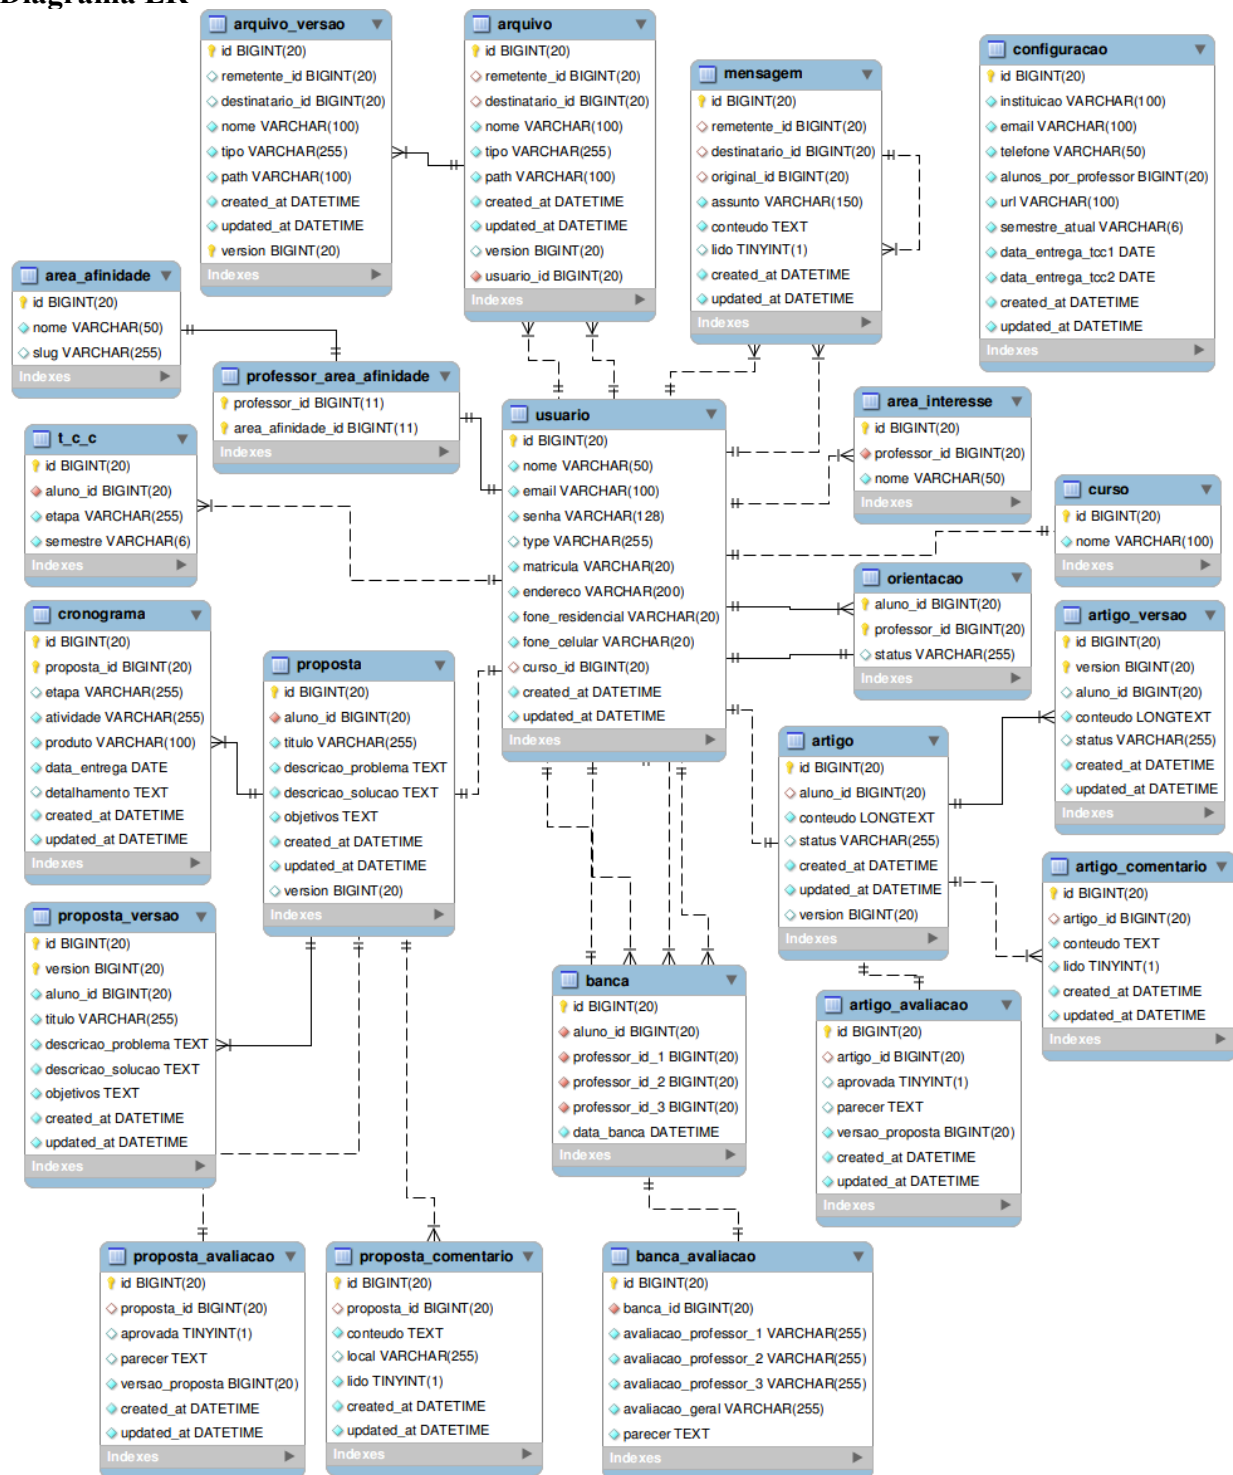 Diagrama ER
arquivo_versao
id BIGINT(20)
remetente_id BIGINT(20)
destinatario_id BIGINT(20)
nome VARCHAR(100)
tipo VARCHAR(255)
path VARCHAR(100)
created_at DATETIME
updated_at DATETIME
version BIGINT(20)
Indexes
arquivo
id BIGINT(20)
remetente_id BIGINT(20)
destinatario_id BIGINT(20)
nome VARCHAR(100)
tipo VARCHAR(255)
path VARCHAR(100)
created_at DATETIME
updated_at DATETIME
version BIGINT(20)
usuario_id BIGINT(20)
Indexes
mensagem
id BIGINT(20)
remetente_id BIGINT(20)
destinatario_id BIGINT(20)
original_id BIGINT(20)
assunto VARCHAR(150)
conteudo TEXT
lido TINYINT(1)
created_at DATETIME
updated_at DATETIME
Indexes
configuracao
id BIGINT(20)
instituicao VARCHAR(100)
email VARCHAR(100)
telefone VARCHAR(50)
alunos_por_professor BIGINT(20)
url VARCHAR(100)
semestre_atual VARCHAR(6)
data_entrega_tcc1 DATE
data_entrega_tcc2 DATE
created_at DATETIME
updated_at DATETIME
Indexes
area_afinidade
id BIGINT(20)
nome VARCHAR(50)
slug VARCHAR(255)
Indexes
professor_area_afinidade
professor_id BIGINT(11)
area_afinidade_id BIGINT(11)
Indexes
usuario
id BIGINT(20)
nome VARCHAR(50)
email VARCHAR(100)
senha VARCHAR(128)
type VARCHAR(255)
matricula VARCHAR(20)
endereco VARCHAR(200)
fone_residencial VARCHAR(20)
fone_celular VARCHAR(20)
curso_id BIGINT(20)
created_at DATETIME
updated_at DATETIME
Indexes
area_interesse
id BIGINT(20)
professor_id BIGINT(20)
nome VARCHAR(50)
Indexes
t_c_c
id BIGINT(20)
aluno_id BIGINT(20)
etapa VARCHAR(255)
semestre VARCHAR(6)
Indexes
curso
id BIGINT(20)
nome VARCHAR(100)
Indexes
orientacao
aluno_id BIGINT(20)
professor_id BIGINT(20)
status VARCHAR(255)
Indexes
cronograma
id BIGINT(20)
proposta_id BIGINT(20)
etapa VARCHAR(255)
atividade VARCHAR(255)
produto VARCHAR(100)
data_entrega DATE
detalhamento TEXT
created_at DATETIME
updated_at DATETIME
Indexes
proposta
id BIGINT(20)
aluno_id BIGINT(20)
titulo VARCHAR(255)
descricao_problema TEXT
descricao_solucao TEXT
objetivos TEXT
created_at DATETIME
updated_at DATETIME
version BIGINT(20)
Indexes
artigo_versao
id BIGINT(20)
version BIGINT(20)
aluno_id BIGINT(20)
conteudo LONGTEXT
status VARCHAR(255)
created_at DATETIME
updated_at DATETIME
Indexes
artigo
id BIGINT(20)
aluno_id BIGINT(20)
conteudo LONGTEXT
status VARCHAR(255)
created_at DATETIME
updated_at DATETIME
version BIGINT(20)
Indexes
artigo_comentario
id BIGINT(20)
artigo_id BIGINT(20)
conteudo TEXT
lido TINYINT(1)
created_at DATETIME
updated_at DATETIME
Indexes
proposta_versao
id BIGINT(20)
version BIGINT(20)
aluno_id BIGINT(20)
titulo VARCHAR(255)
descricao_problema TEXT
descricao_solucao TEXT
objetivos TEXT
created_at DATETIME
updated_at DATETIME
Indexes
banca
id BIGINT(20)
aluno_id BIGINT(20)
professor_id_1 BIGINT(20)
professor_id_2 BIGINT(20)
professor_id_3 BIGINT(20)
data_banca DATETIME
Indexes
artigo_avaliacao
id BIGINT(20)
artigo_id BIGINT(20)
aprovada TINYINT(1)
parecer TEXT
versao_proposta BIGINT(20)
created_at DATETIME
updated_at DATETIME
Indexes
proposta_avaliacao
id BIGINT(20)
proposta_id BIGINT(20)
aprovada TINYINT(1)
parecer TEXT
versao_proposta BIGINT(20)
created_at DATETIME
updated_at DATETIME
Indexes
proposta_comentario
id BIGINT(20)
proposta_id BIGINT(20)
conteudo TEXT
local VARCHAR(255)
lido TINYINT(1)
created_at DATETIME
updated_at DATETIME
Indexes
banca_avaliacao
id BIGINT(20)
banca_id BIGINT(20)
avaliacao_professor_1 VARCHAR(255)
avaliacao_professor_2 VARCHAR(255)
avaliacao_professor_3 VARCHAR(255)
avaliacao_geral VARCHAR(255)
parecer TEXT
Indexes